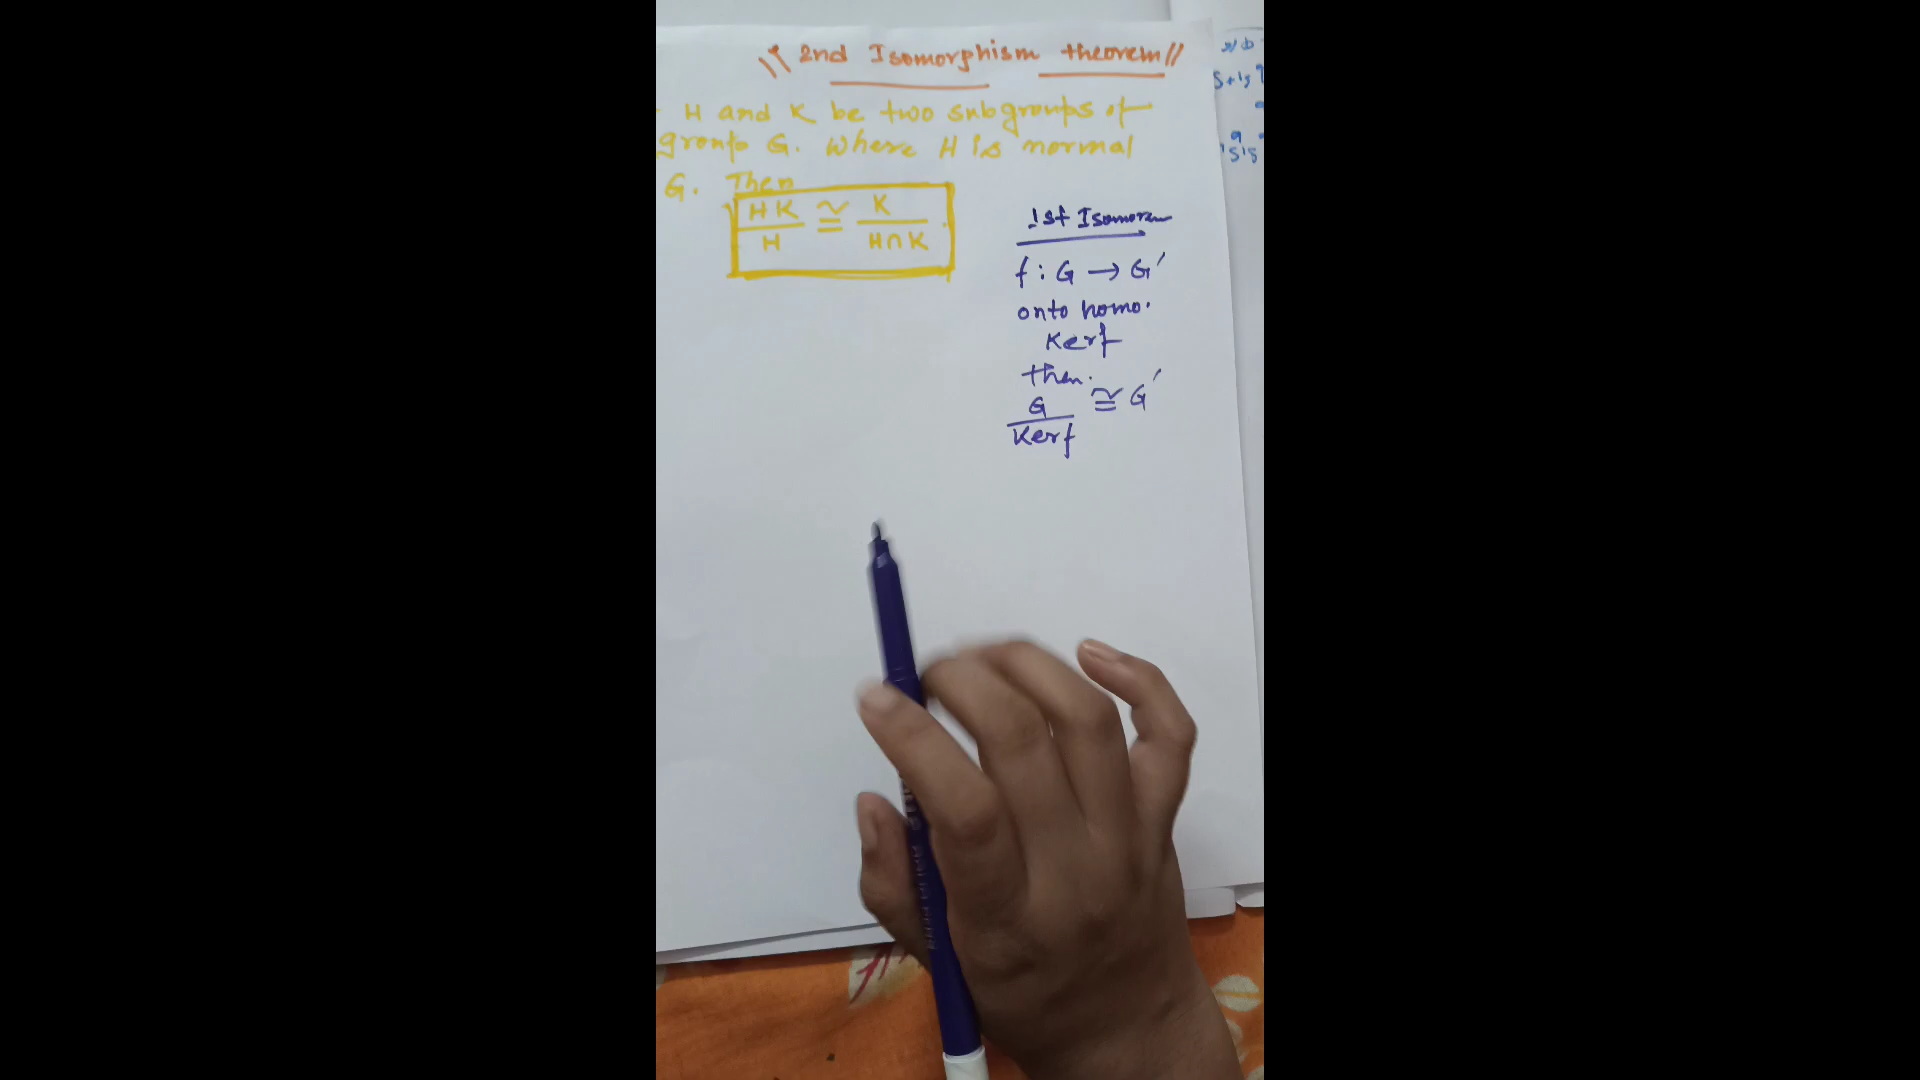 2nd Isomorphism theorem
H and K be two subgroups of
group G. Where H is normal
G. Then
HK/H ≅ K/H∩K .
1st Isomorm
f : G → G'
onto homo.
Kerf
then.
G/Kerf ≅ G'